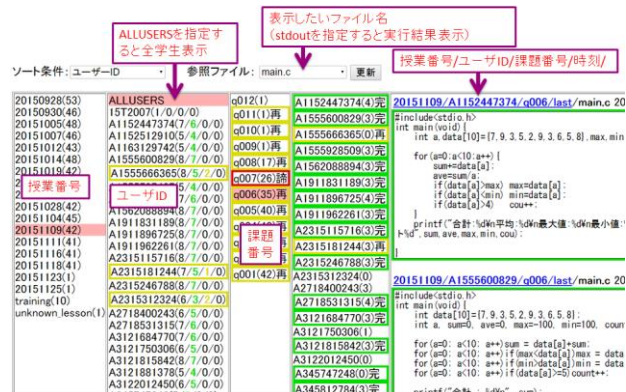 ALLUSERSを指定す
ると全学生表示
表示したいファイル名
(stdoutを指定すると実行結果表示)
授業番号/ユーザID/課題番号/時刻/
ソート条件: ユーザーID
参照ファイル: main.c
更新
20150928(53)
20150930(46)
20151005(48)
20151007(46)
20151012(43)
20151014(48)
20151019(42)
授業番号
20151028(42)
20151104(45)
20151109(42)
20151111(41)
20151116(41)
20151118(41)
20151123(1)
20151125(1)
training(10)
unknown_lesson(1)
ALLUSERS
15T2007(1/0/0/0)
A1152447374(7/6/0/0)
A1152512910(5/4/0/0)
A1163129742(5/4/0/0)
A1555600829(8/7/0/0)
A1555666365(8/5/2/0)
ユーザID
A1562088894(8/7/0/0)
A1911831189(8/7/0/0)
A1911896725(8/7/0/0)
A1911962261(8/7/0/0)
A2315115716(8/7/0/0)
A2315181244(7/5/1/0)
A2315246788(8/7/0/0)
A2315312324(6/3/2/0)
A2718400243(6/5/0/0)
A2718531315(7/6/0/0)
A3121684770(7/6/0/0)
A3121750306(6/5/0/0)
A3121815842(8/7/0/0)
A3121881378(5/4/0/0)
A3122012450(6/5/0/0)
q012(1)
q011(1)再
q010(1)再
q009(1)再
q008(17)再
q007(26)諦
q006(35)再
q005(40)再
課題
番号
q001(42)再
A1152447374(4)完
A1555600829(3)完
A1555666365(0)再
A1555928509(3)完
A1562088894(3)完
A1911831189(3)完
A1911896725(4)完
A1911962261(3)完
A2315115716(3)完
A2315181244(3)再
A2315246788(3)完
A2315312324(0)
A2718400243(3)
A2718531315(4)完
A3121684770(3)完
A3121750306(1)
A3121815842(3)完
A3122012450(0)
A345747248(0)完
A345812784(3)完
20151109/A1152447374/q006/last/main.c 20
#include<stdio.h>
int main(void) {
int a,data[10]={7,9,3,5,2,9,3,6,5,8},max,min
for(a=0;a<10;a++) {
sum+=data[a];
ave=sum/a;
if(data[a]>max) max=data[a];
if(data[a]<min) min=data[a];
if(data[a]>4) cou++;
}
printf("合計:%d¥n平均:%d¥n最大値:%d¥n最小値:%
ト%d",sum,ave,max,min,cou);
}
20151109/A1555600829/q006/last/main.c 20
#include<stdio.h>
int main(void) {
int data[10]={7,9,3,5,2,9,3,6,5,8};
int a, sum=0, ave=0, max=-100, min=100, coun
for(a=0; a<10; a++)sum = data[a]+sum;
for(a=0; a<10; a++)if(max<data[a])max = data
for(a=0; a<10; a++)if(min>data[a])min = data
for(a=0; a<10; a++)if(data[a]>=5)count++;